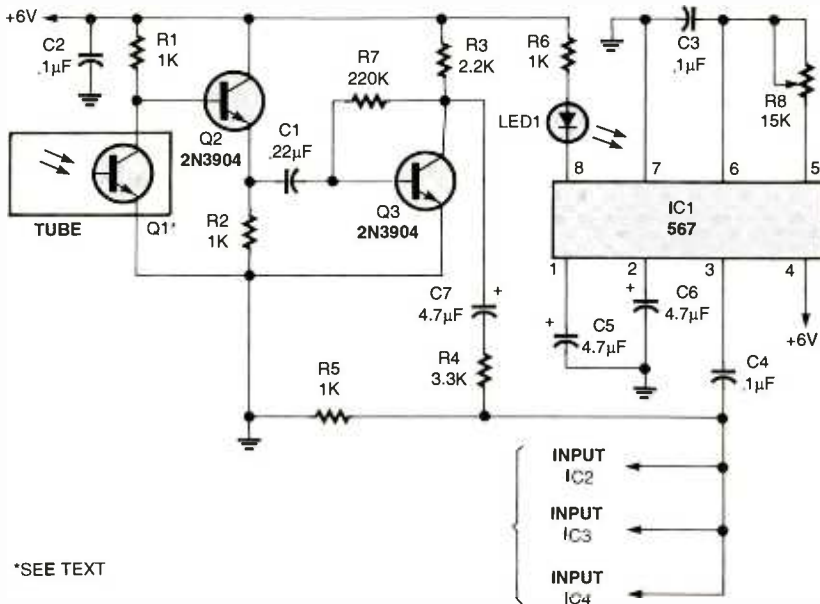 +6V
C2
.1µF
R1
1K
Q2
2N3904
C1
.22µF
R7
220K
R3
2.2K
R6
1K
LED1
C3
.1µF
R8
15K
8
7
6
5
TUBE
Q1*
R2
1K
Q3
2N3904
IC1
567
1
2
3
4
C7
4.7µF
+
+
C5
4.7µF
+
C6
4.7µF
+6V
R5
1K
R4
3.3K
C4
.1µF
INPUT
IC2
INPUT
IC3
INPUT
IC4
*SEE TEXT